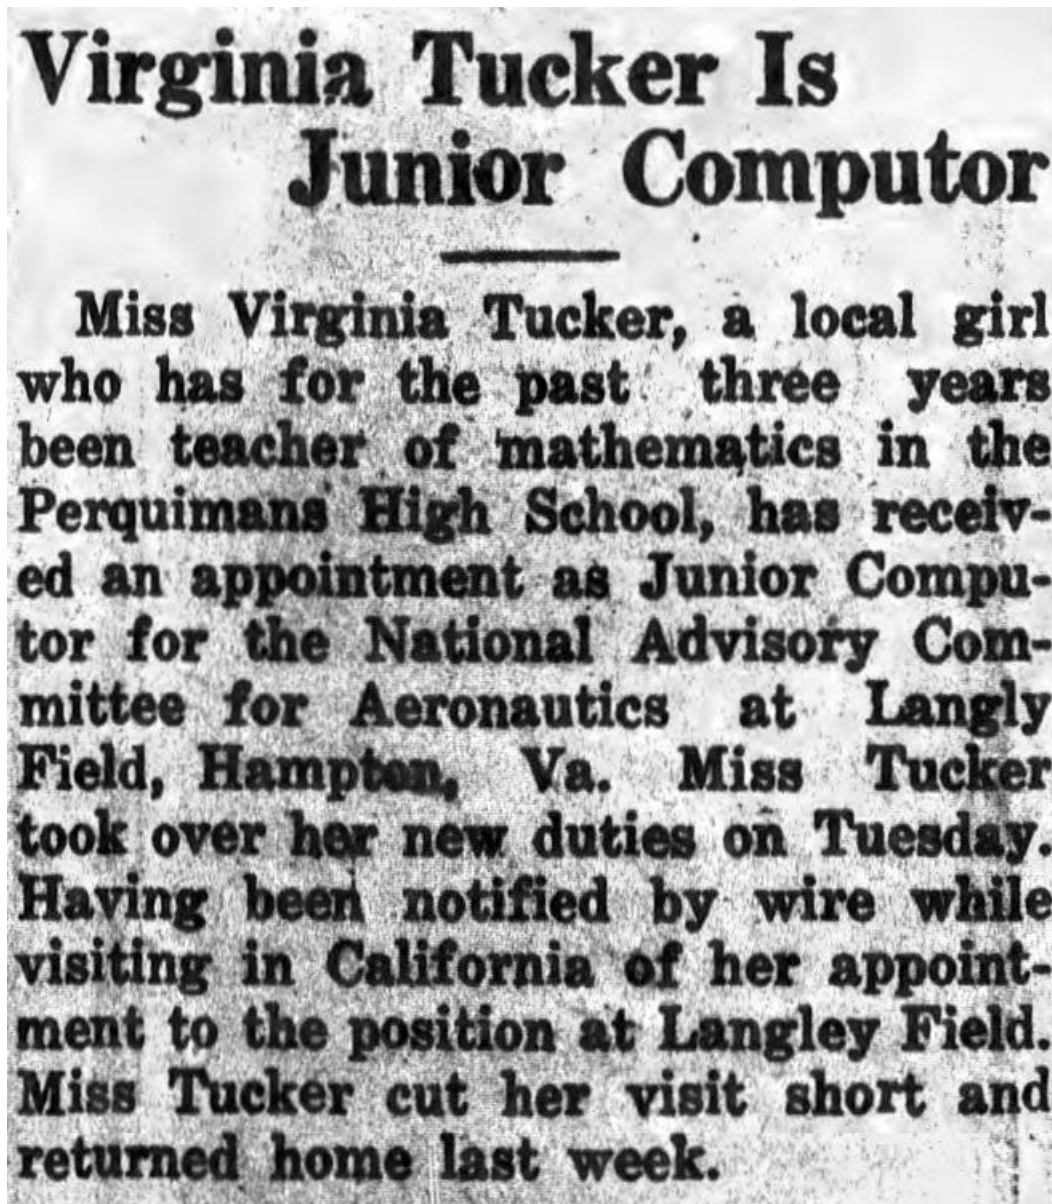 Virginia Tucker Is
Junior Computor
Miss Virginia Tucker, a local girl
who has for the past three years
been teacher of mathematics in the
Perquimans High School, has receiv-
ed an appointment as Junior Compu-
tor for the National Advisory Com-
mittee for Aeronautics at Langly
Field, Hampton, Va. Miss Tucker
took over her new duties on Tuesday.
Having been notified by wire while
visiting in California of her appoint-
ment to the position at Langley Field.
Miss Tucker cut her visit short and
returned home last week.